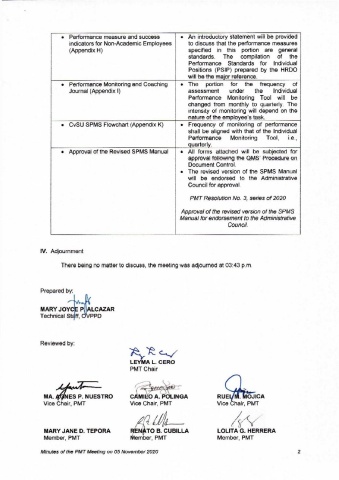 • Performance measure and success
indicators for Non-Academic Employees
(Appendix H)
• An introductory statement will be provided
to discuss that the performance measures
specified in this portion are general
standards. The compilation of the
Performance Standards for Individual
Positions (PSIP) prepared by the HRDO
will be the major reference.
• Performance Monitoring and Coaching
Journal (Appendix I)
• The portion for the frequency of
assessment under the Individual
Performance Monitoring Tool will be
changed from monthly to quarterly. The
intensity of monitoring will depend on the
nature of the employee's task.
• CvSU SPMS Flowchart (Appendix K)
• Frequency of monitoring of performance
shall be aligned with that of the Individual
Performance Monitoring Tool, i.e.,
quarterly.
• Approval of the Revised SPMS Manual
• All forms attached will be subjected for
approval following the QMS' Procedure on
Document Control.
• The revised version of the SPMS Manual
will be endorsed to the Administrative
Council for approval.
PMT Resolution No. 3, series of 2020
Approval of the revised version of the SPMS
Manual for endorsement to the Administrative
Council.
IV. Adjournment
There being no matter to discuss, the meeting was adjourned at 03:43 p.m.
Prepared by:
MARY JOYCE P. ALCAZAR
Technical Staff, OVPPD
Reviewed by:
LEYMA L. CERO
PMT Chair
MA. AGNES P. NUESTRO CAMILO A. POLINGA RUEL M. MOJICA
Vice Chair, PMT Vice Chair, PMT Vice Chair, PMT
MARY JANE D. TEPORA RENATO B. CUBILLA LOLITA G. HERRERA
Member, PMT Member, PMT Member, PMT
Minutes of the PMT Meeting on 05 November 2020 2